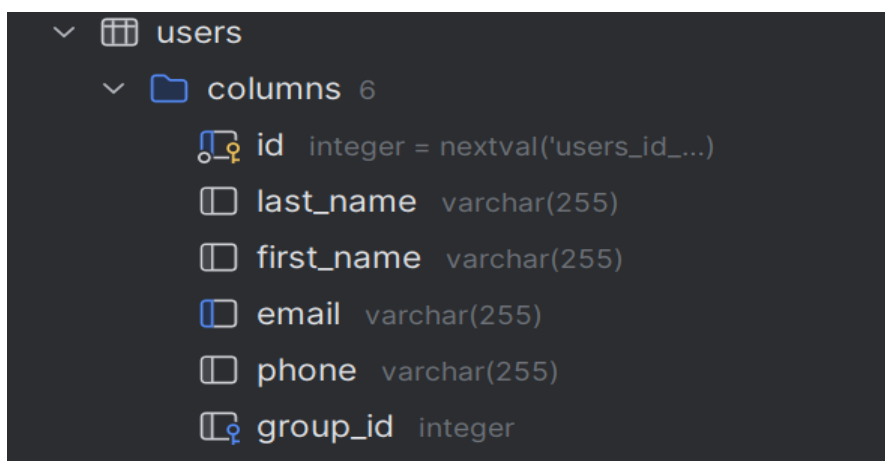 users
columns 6
id integer = nextval('users_id_...)
last_name varchar(255)
first_name varchar(255)
email varchar(255)
phone varchar(255)
group_id integer